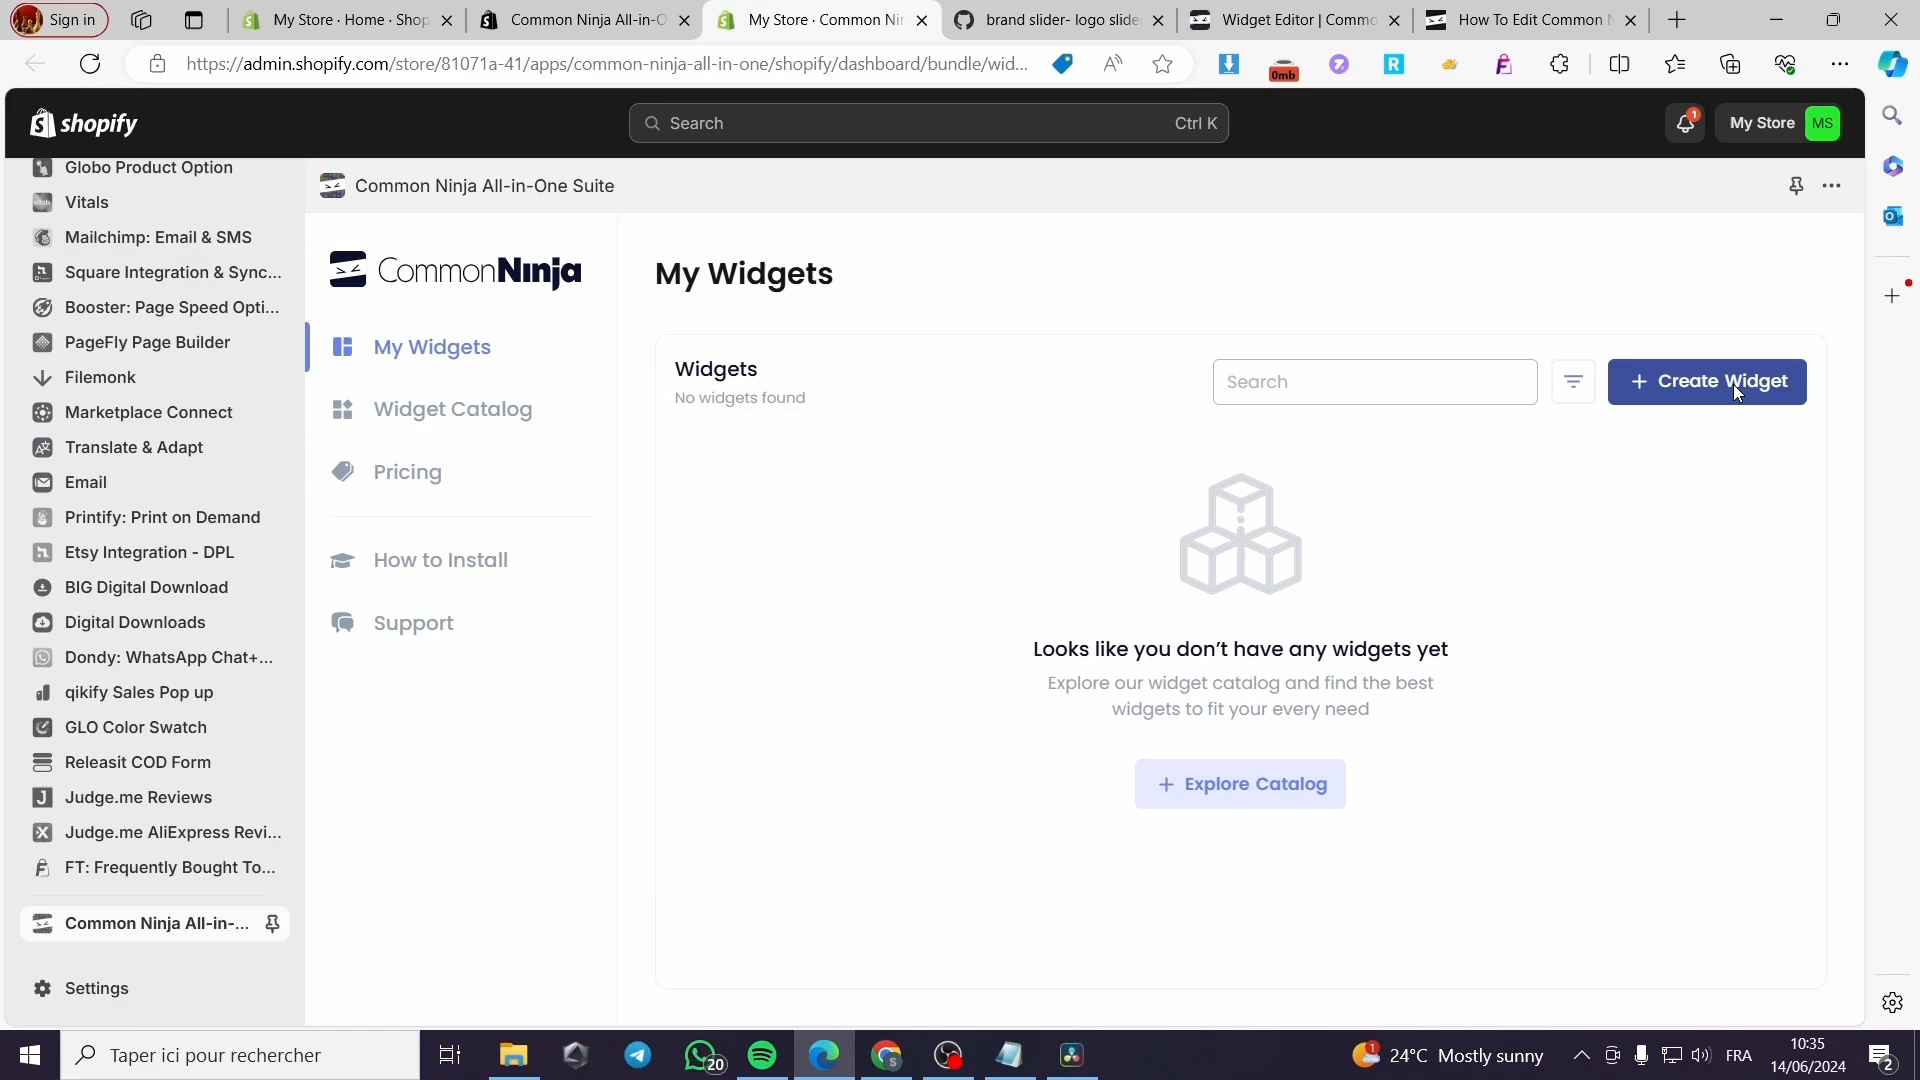 Sign in
My Store · Home · Shop
Common Ninja All-in-O
My Store · Common Nin
brand slider- logo slide
Widget Editor | Commo
How To Edit Common N
https://admin.shopify.com/store/81071a-41/apps/common-ninja-all-in-one/shopify/dashboard/bundle/wid...
0mb
shopify
Search
Ctrl K
1
My Store
MS
Globo Product Option
Vitals
Mailchimp: Email & SMS
Square Integration & Sync...
Booster: Page Speed Opti...
PageFly Page Builder
Filemonk
Marketplace Connect
Translate & Adapt
Email
Printify: Print on Demand
Etsy Integration - DPL
BIG Digital Download
Digital Downloads
Dondy: WhatsApp Chat+...
qikify Sales Pop up
GLO Color Swatch
Releasit COD Form
Judge.me Reviews
Judge.me AliExpress Revi...
FT: Frequently Bought To...
Common Ninja All-in-...
Settings
Common Ninja All-in-One Suite
CommonNinja
My Widgets
Widget Catalog
Pricing
How to Install
Support
My Widgets
Widgets
No widgets found
Search
+ Create Widget
Looks like you don't have any widgets yet
Explore our widget catalog and find the best
widgets to fit your every need
+ Explore Catalog
Taper ici pour rechercher
20
1
24°C Mostly sunny
FRA
10:35
14/06/2024
2